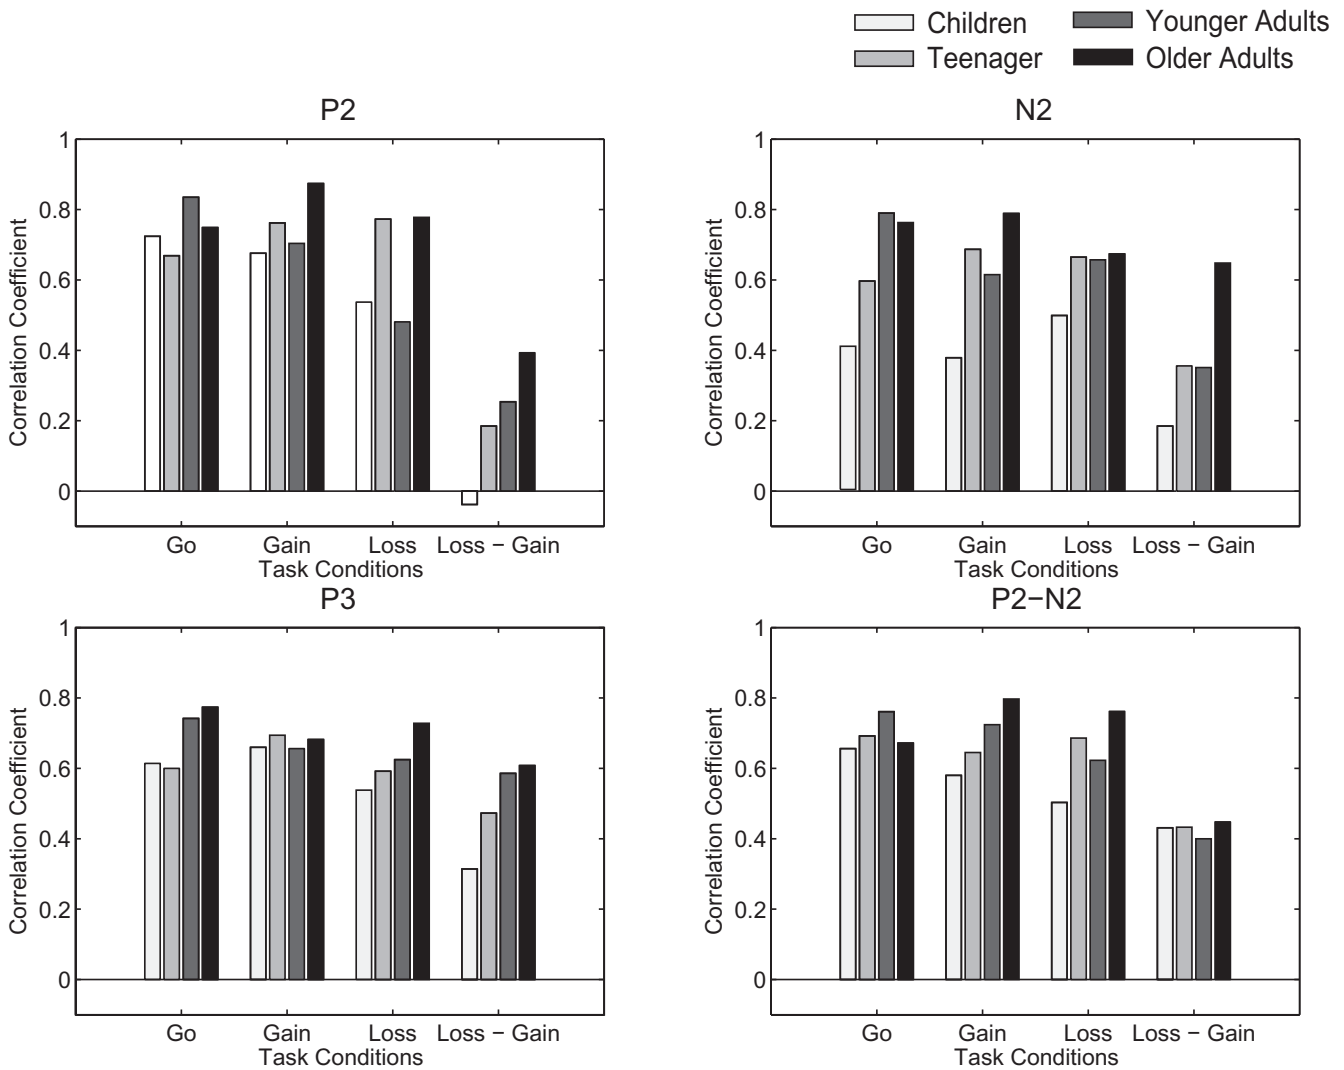 Children
Younger Adults
Teenager
Older Adults
P2
1
0.8
0.6
0.4
0.2
0
Correlation Coefficient
Go
Gain
Loss
Loss − Gain
Task Conditions
N2
1
0.8
0.6
0.4
0.2
0
Correlation Coefficient
Go
Gain
Loss
Loss − Gain
Task Conditions
P3
1
0.8
0.6
0.4
0.2
0
Correlation Coefficient
Go
Gain
Loss
Loss − Gain
Task Conditions
P2−N2
1
0.8
0.6
0.4
0.2
0
Correlation Coefficient
Go
Gain
Loss
Loss − Gain
Task Conditions